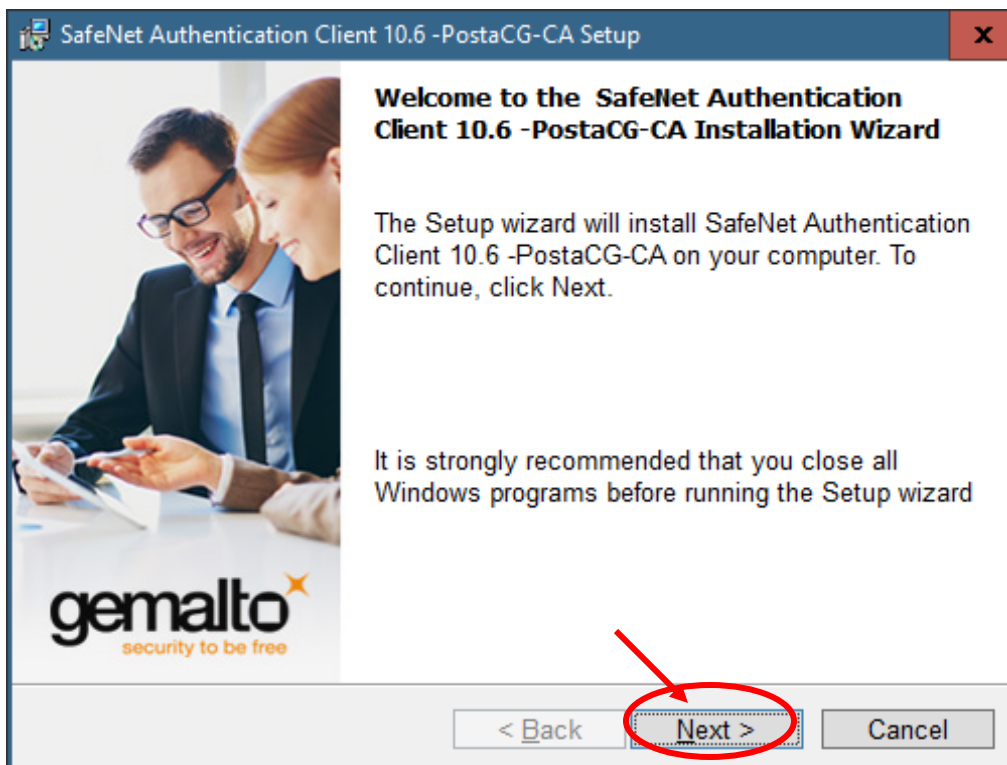 SafeNet Authentication Client 10.6 -PostaCG-CA Setup
x
Welcome to the SafeNet Authentication
Client 10.6 -PostaCG-CA Installation Wizard
The Setup wizard will install SafeNet Authentication
Client 10.6 -PostaCG-CA on your computer. To
continue, click Next.
It is strongly recommended that you close all
Windows programs before running the Setup wizard
gemalto
security to be free
< Back
Next >
Cancel